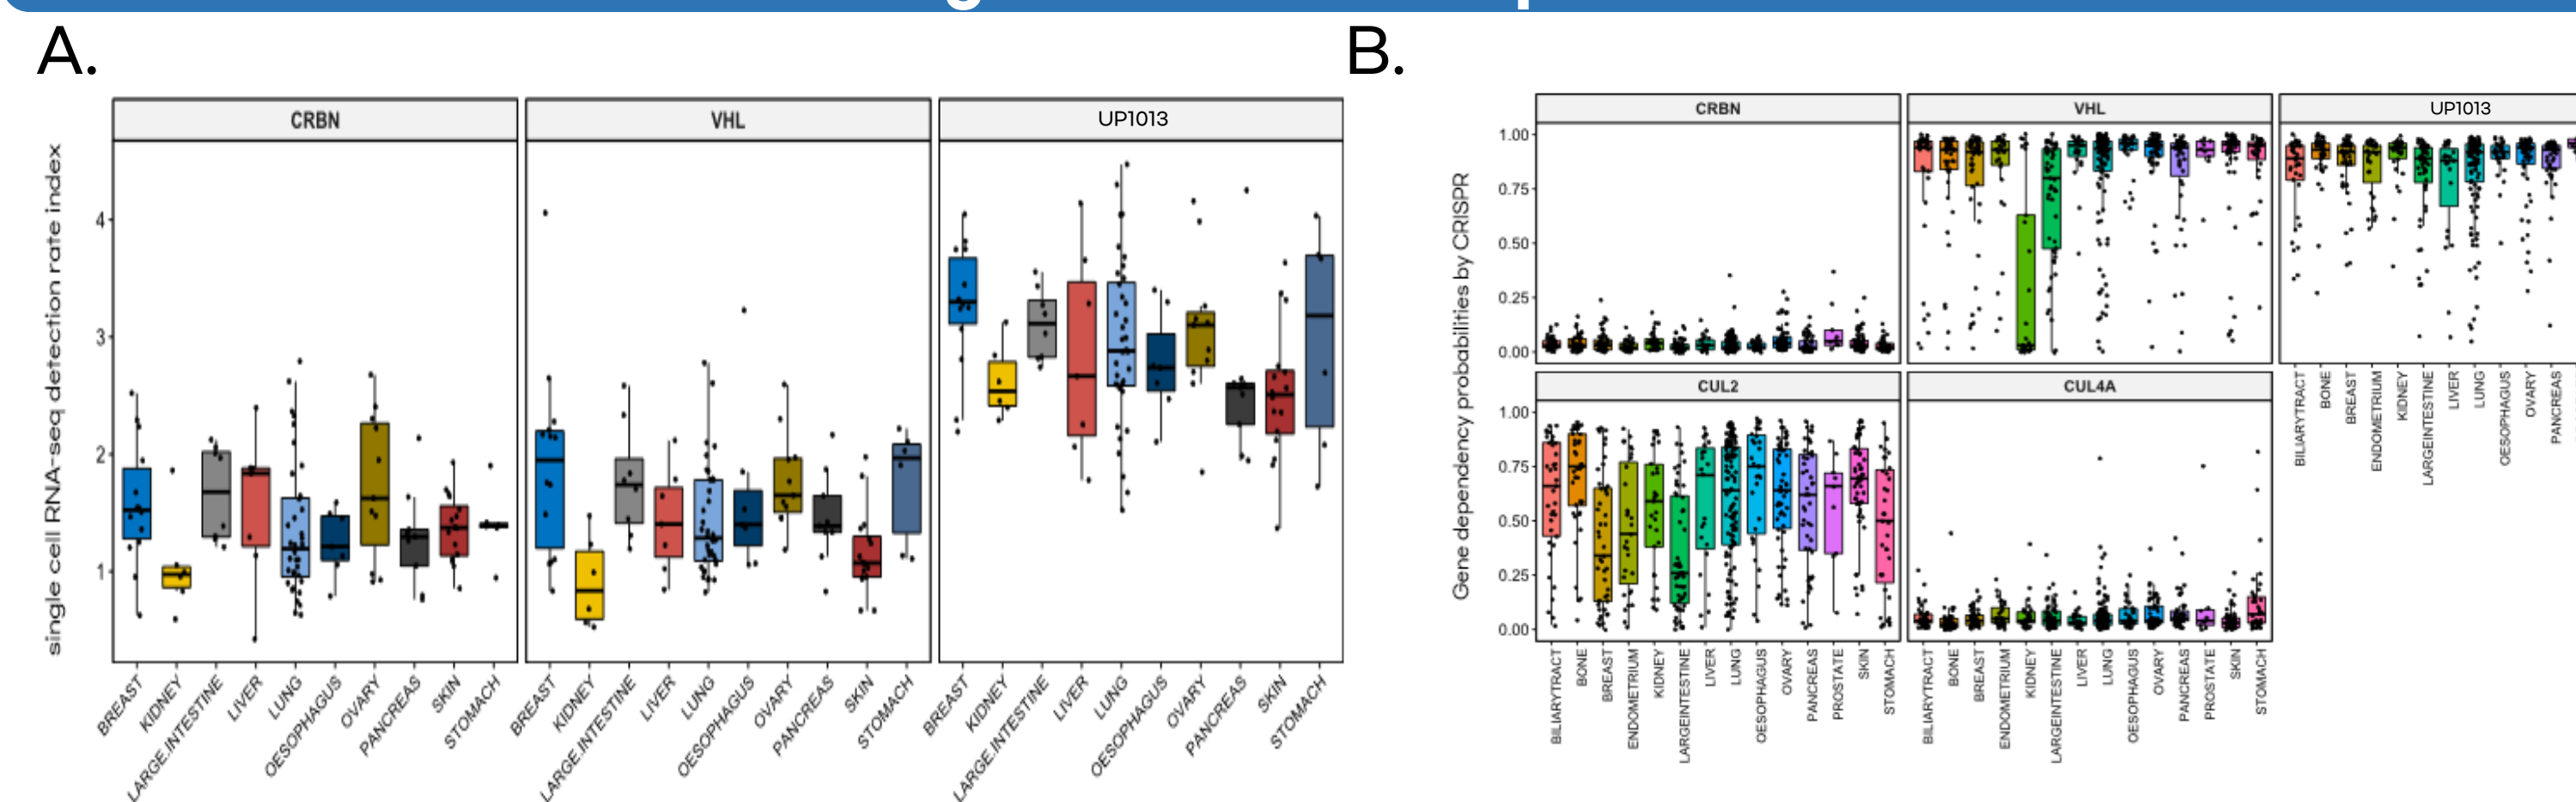 A.
B.
single cell RNA-seq detection rate index
CRBN
VHL
UP1013
4
3
2
1
BREAST
KIDNEY
LARGE.INTESTINE
LIVER
LUNG
OESOPHAGUS
OVARY
PANCREAS
SKIN
STOMACH
BREAST
KIDNEY
LARGE.INTESTINE
LIVER
LUNG
OESOPHAGUS
OVARY
PANCREAS
SKIN
STOMACH
BREAST
KIDNEY
LARGE.INTESTINE
LIVER
LUNG
OESOPHAGUS
OVARY
PANCREAS
SKIN
STOMACH
Gene dependency probabilities by CRISPR
CRBN
VHL
UP1013
1.00
0.75
0.50
0.25
0.00
BILIARYTRACT
BONE
BREAST
ENDOMETRIUM
KIDNEY
LARGEINTESTINE
LIVER
LUNG
OESOPHAGUS
OVARY
PANCREAS
CUL2
CUL4A
1.00
0.75
0.50
0.25
0.00
BILIARYTRACT
BONE
BREAST
ENDOMETRIUM
KIDNEY
LARGEINTESTINE
LIVER
LUNG
OESOPHAGUS
OVARY
PANCREAS
PROSTATE
SKIN
STOMACH
BILIARYTRACT
BONE
BREAST
ENDOMETRIUM
KIDNEY
LARGEINTESTINE
LIVER
LUNG
OESOPHAGUS
OVARY
PANCREAS
PROSTATE
SKIN
STOMACH